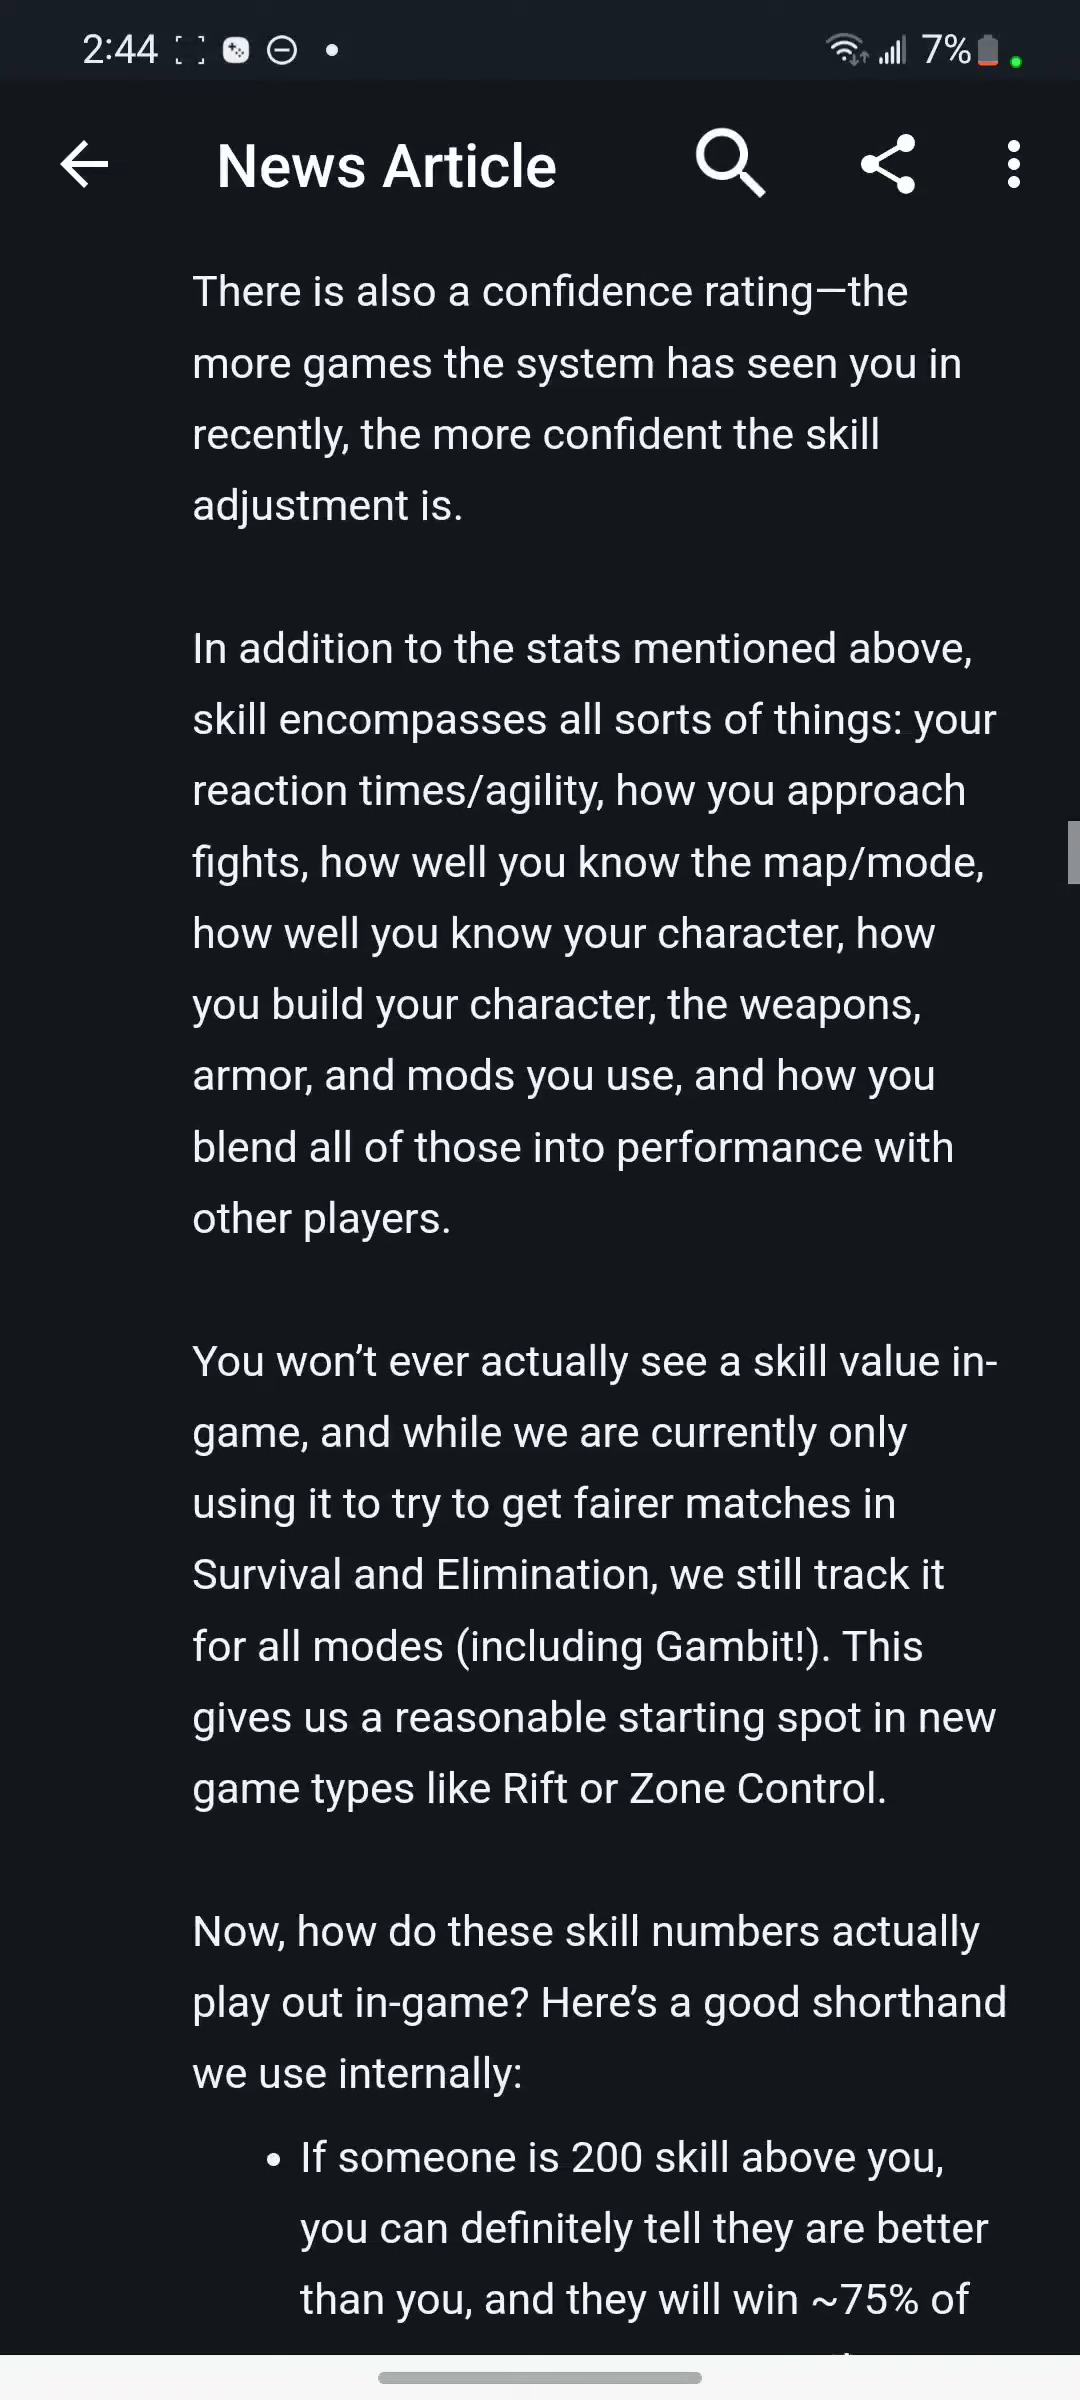 2:44
7%
News Article
There is also a confidence rating—the
more games the system has seen you in
recently, the more confident the skill
adjustment is.
In addition to the stats mentioned above,
skill encompasses all sorts of things: your
reaction times/agility, how you approach
fights, how well you know the map/mode,
how well you know your character, how
you build your character, the weapons,
armor, and mods you use, and how you
blend all of those into performance with
other players.
You won’t ever actually see a skill value in-
game, and while we are currently only
using it to try to get fairer matches in
Survival and Elimination, we still track it
for all modes (including Gambit!). This
gives us a reasonable starting spot in new
game types like Rift or Zone Control.
Now, how do these skill numbers actually
play out in-game? Here’s a good shorthand
we use internally:
• If someone is 200 skill above you,
you can definitely tell they are better
than you, and they will win ~75% of